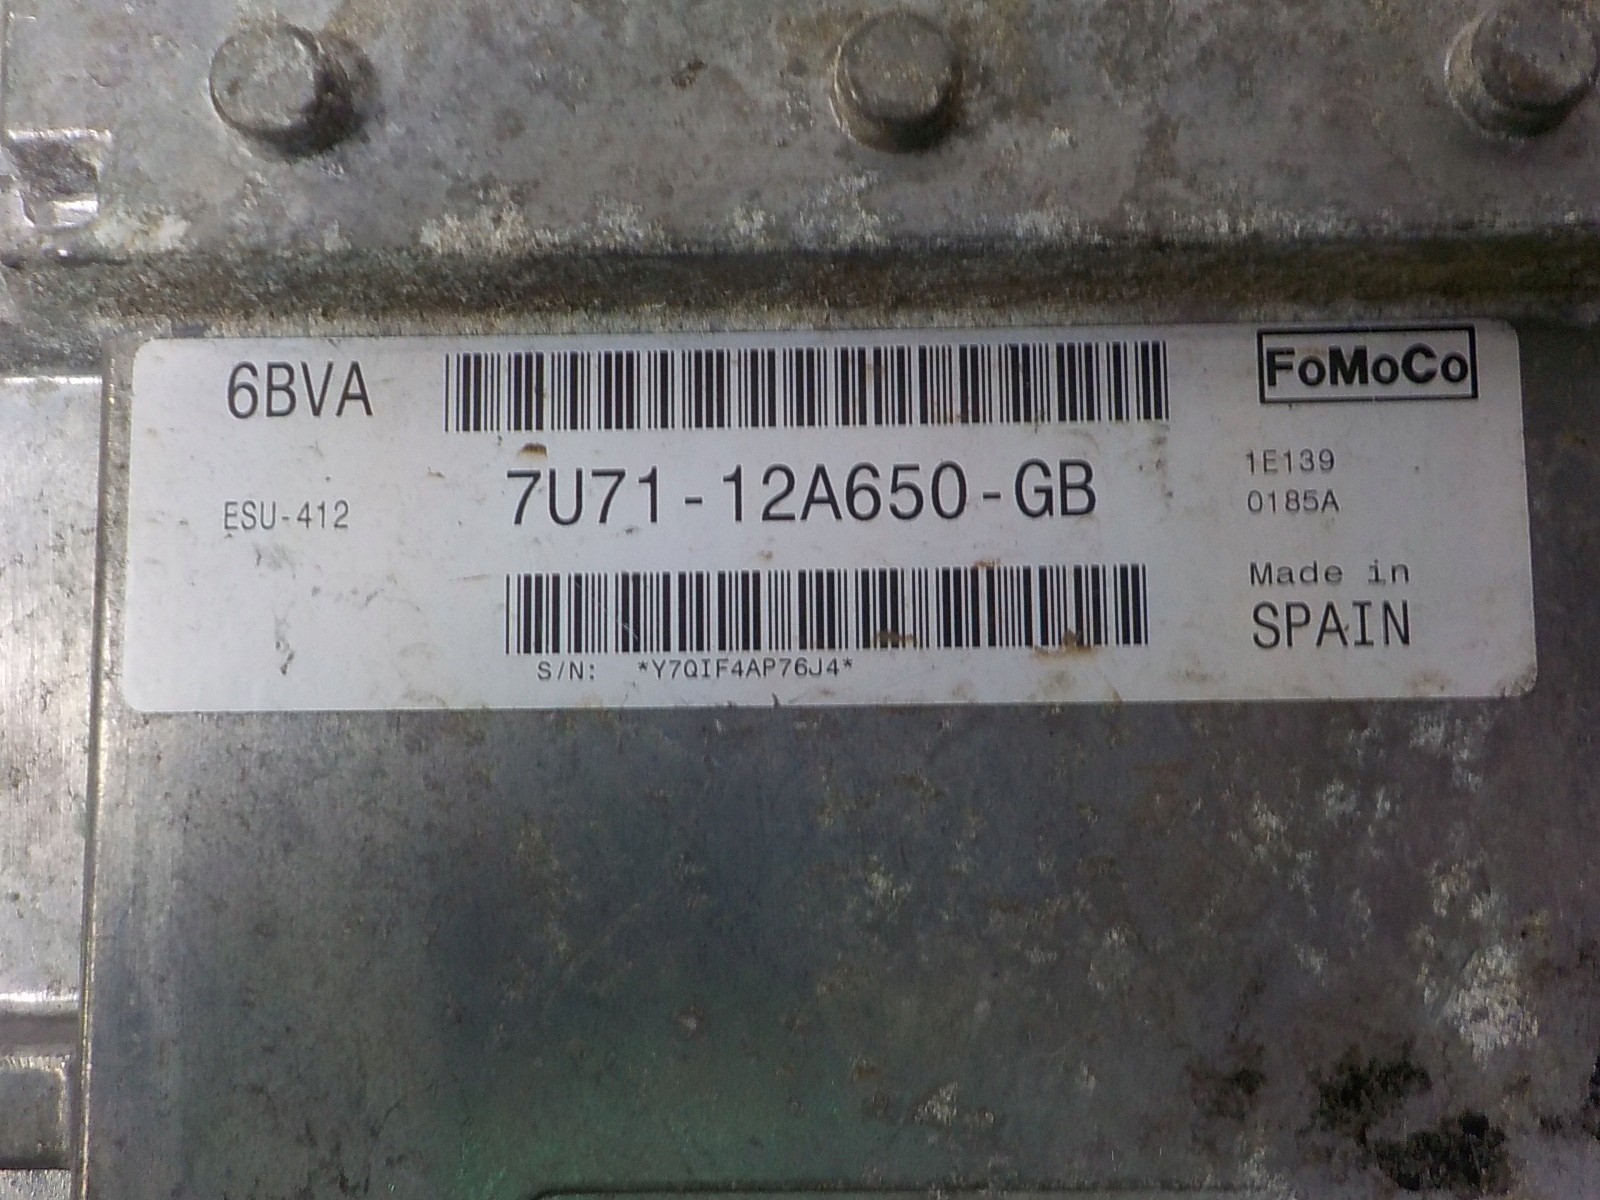 6BVA
FoMoCo
ESU-412
7U71-12A650-GB
1E139
0185A
Made in
SPAIN
S/N: *Y7QIF4AP76J4*